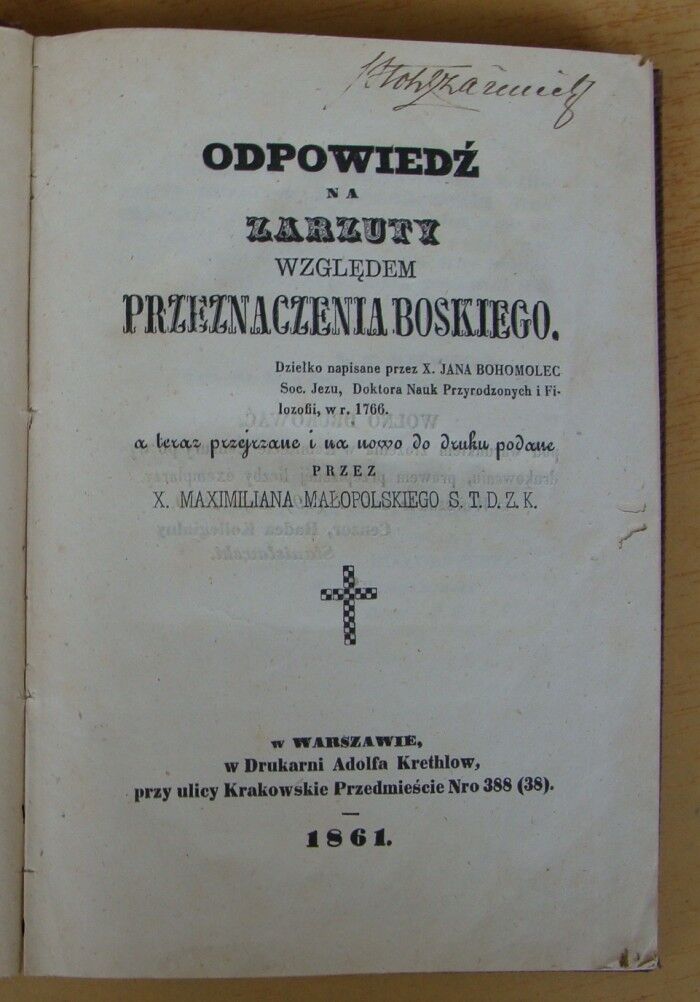 ODPOWIEDŹ
NA
ZARZUTY
WZGLĘDEM
PRZEZNACZENIA BOSKIEGO.
Dziełko napisane przez X. JANA BOHOMOLEC
Soc. Jezu, Doktora Nauk Przyrodzonych i Fi-
lozofii, w r. 1766.
a teraz przejrzane i na nowo do druku podane
PRZEZ
X. MAXIMILIANA MAŁOPOLSKIEGO S. T. D. Z. K.
w WARSZAWIE,
w Drukarni Adolfa Krethlow,
przy ulicy Krakowskie Przedmieście Nro 388 (38).
1861.